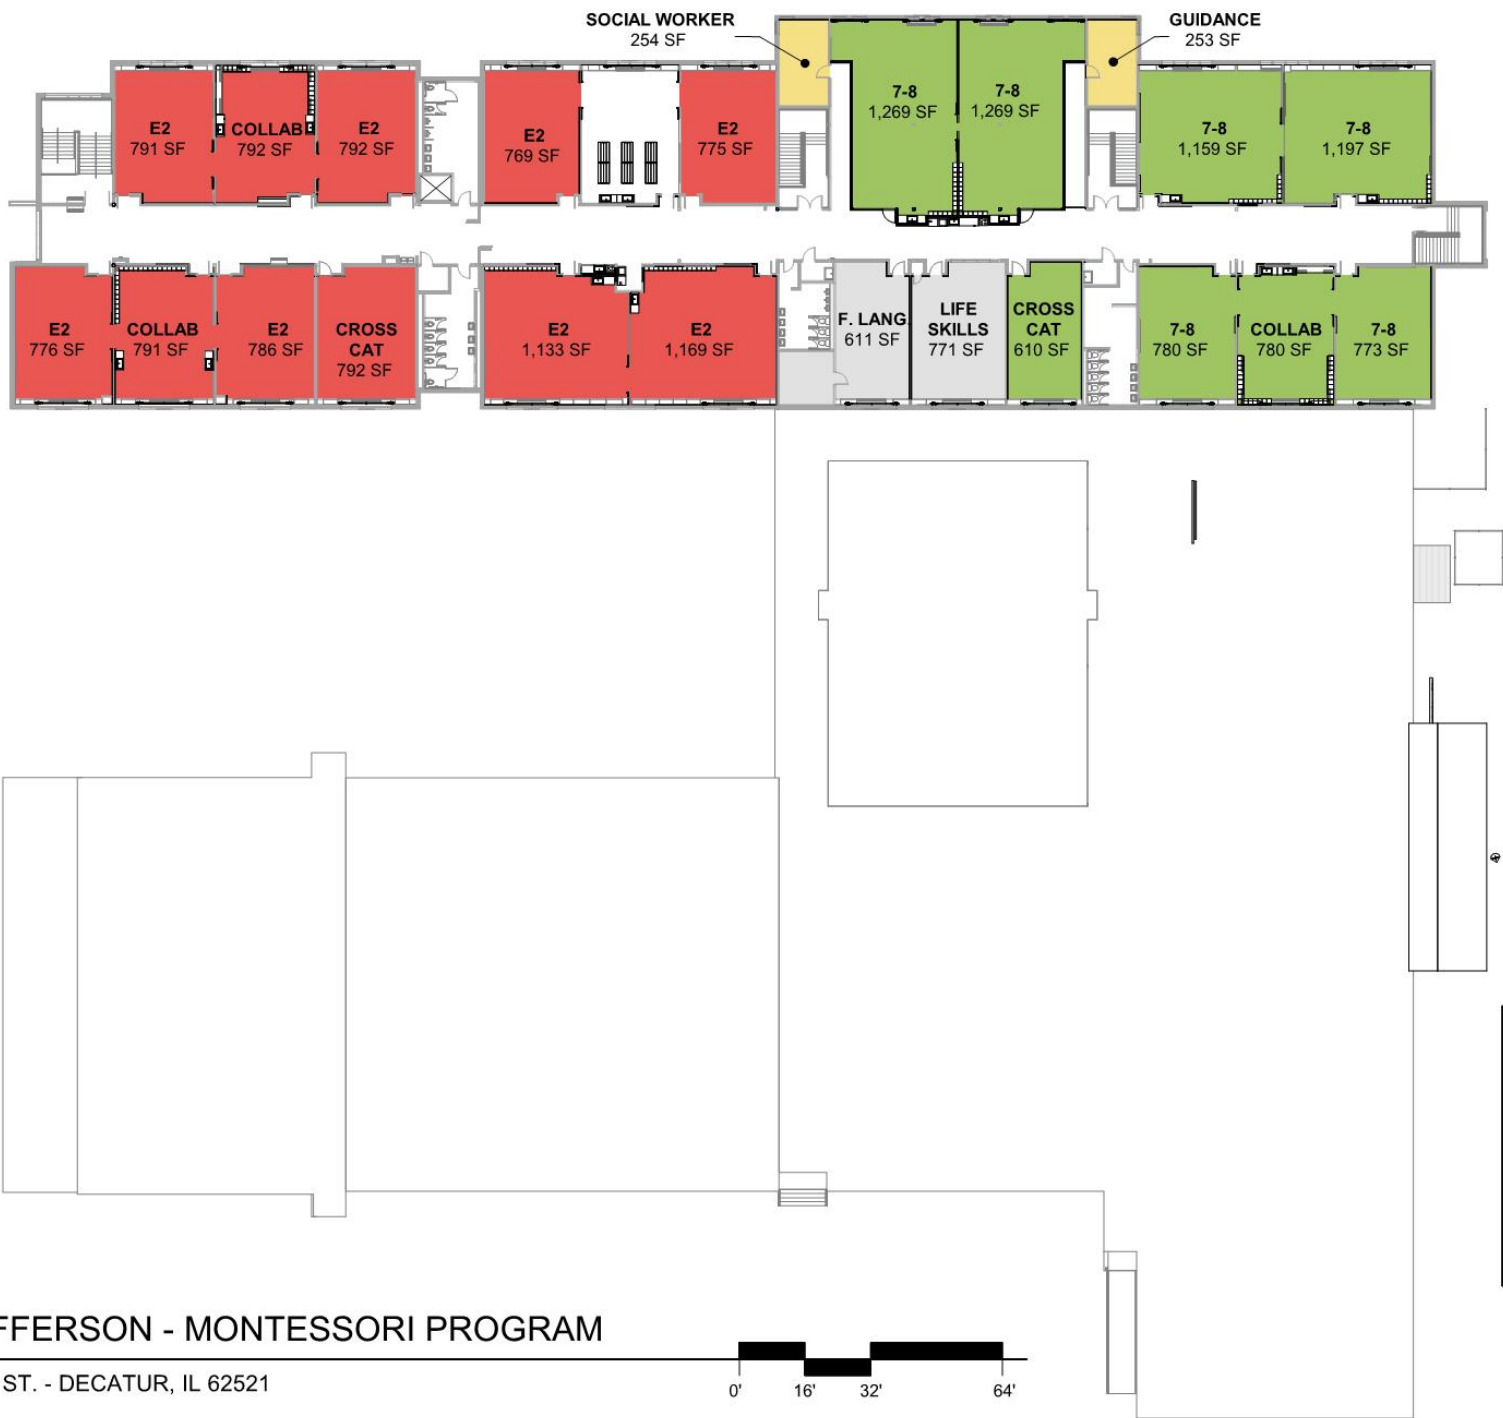 SOCIAL WORKER
254 SF
GUIDANCE
253 SF
E2
791 SF
COLLAB
792 SF
E2
792 SF
E2
769 SF
E2
775 SF
7-8
1,269 SF
7-8
1,269 SF
7-8
1,159 SF
7-8
1,197 SF
E2
776 SF
COLLAB
791 SF
E2
786 SF
CROSS
CAT
792 SF
E2
1,133 SF
E2
1,169 SF
F. LANG.
611 SF
LIFE
SKILLS
771 SF
CROSS
CAT
610 SF
7-8
780 SF
COLLAB
780 SF
7-8
773 SF
FFERSON - MONTESSORI PROGRAM
ST. - DECATUR, IL 62521
0' 16' 32' 64'